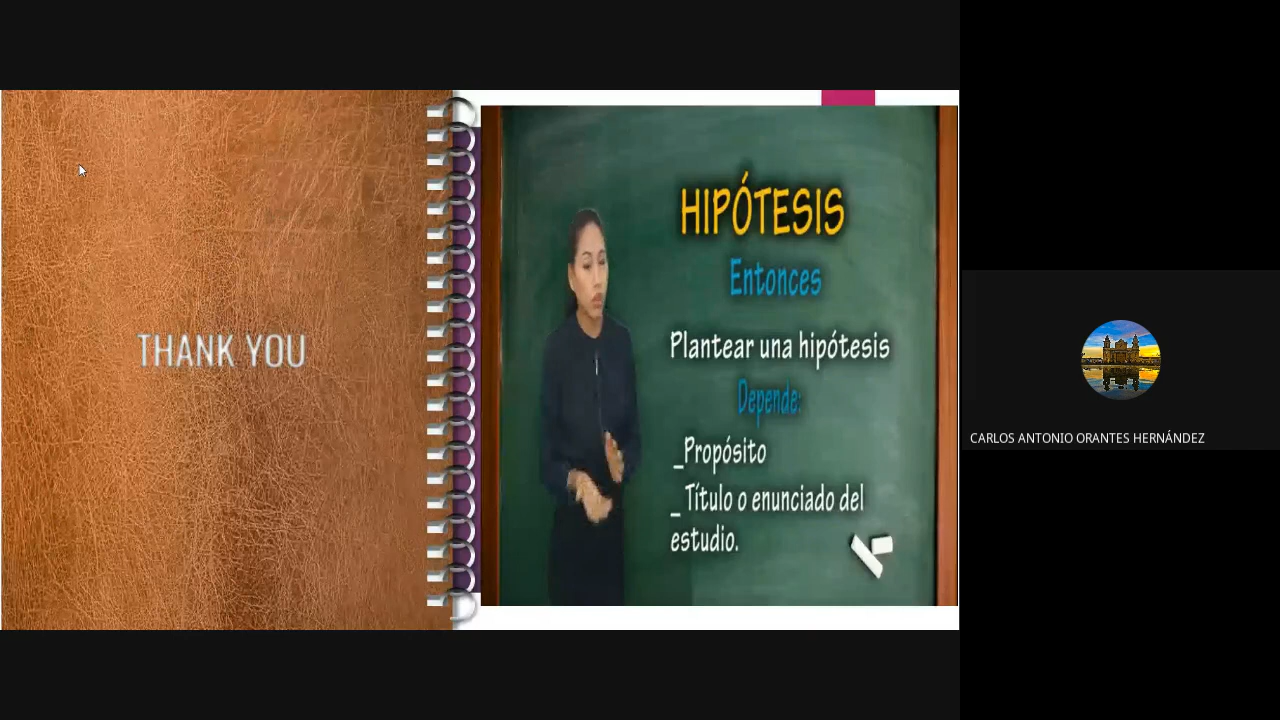 THANK YOU
HIPÓTESIS
Entonces
Plantear una hipótesis
Depende:
_Propósito
_ Título o enunciado del
estudio.
CARLOS ANTONIO ORANTES HERNÁNDEZ